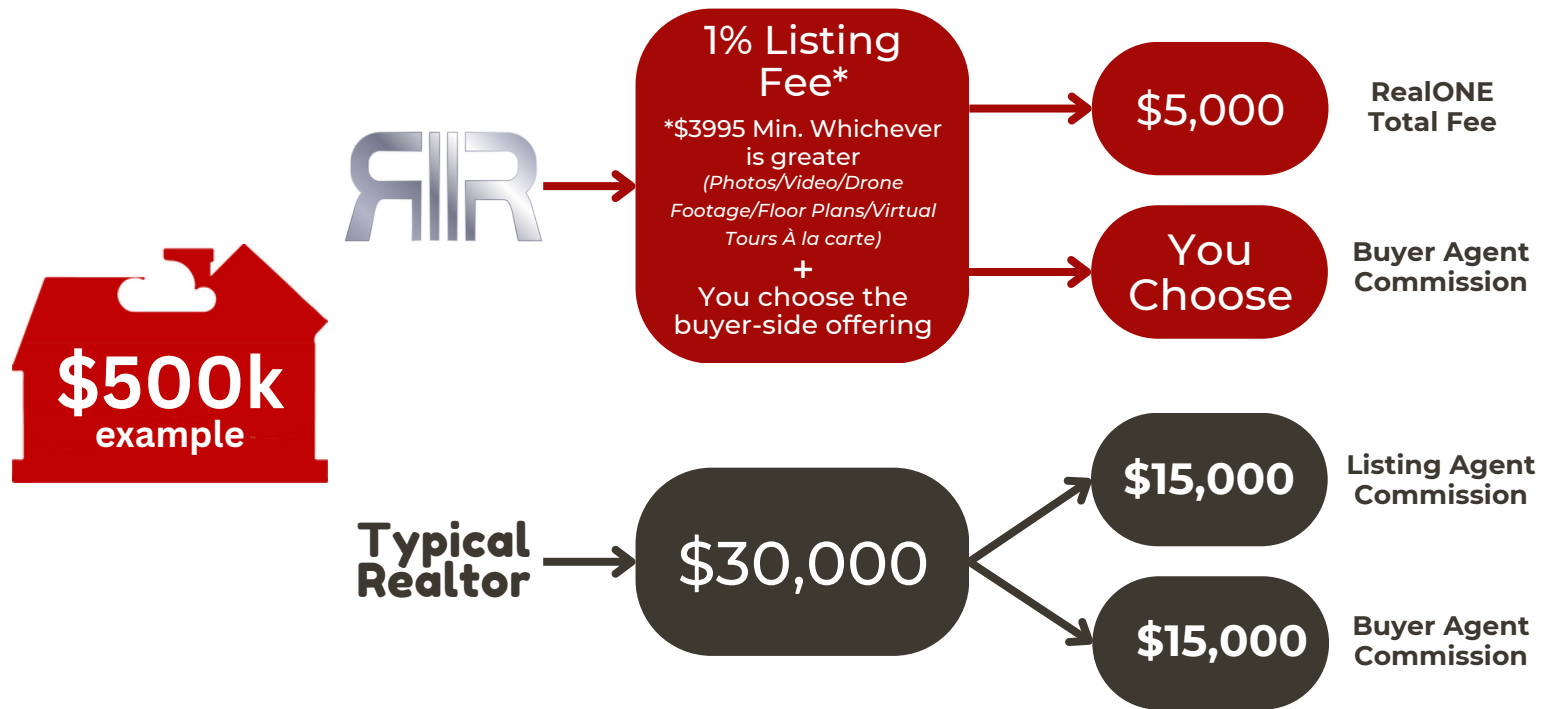 $500k
example
1% Listing
Fee*
*$3995 Min. Whichever
is greater
(Photos/Video/Drone
Footage/Floor Plans/Virtual
Tours À la carte)
+
You choose the
buyer-side offering
$5,000
RealONE
Total Fee
You
Choose
Buyer Agent
Commission
Typical
Realtor
$30,000
$15,000
Listing Agent
Commission
$15,000
Buyer Agent
Commission